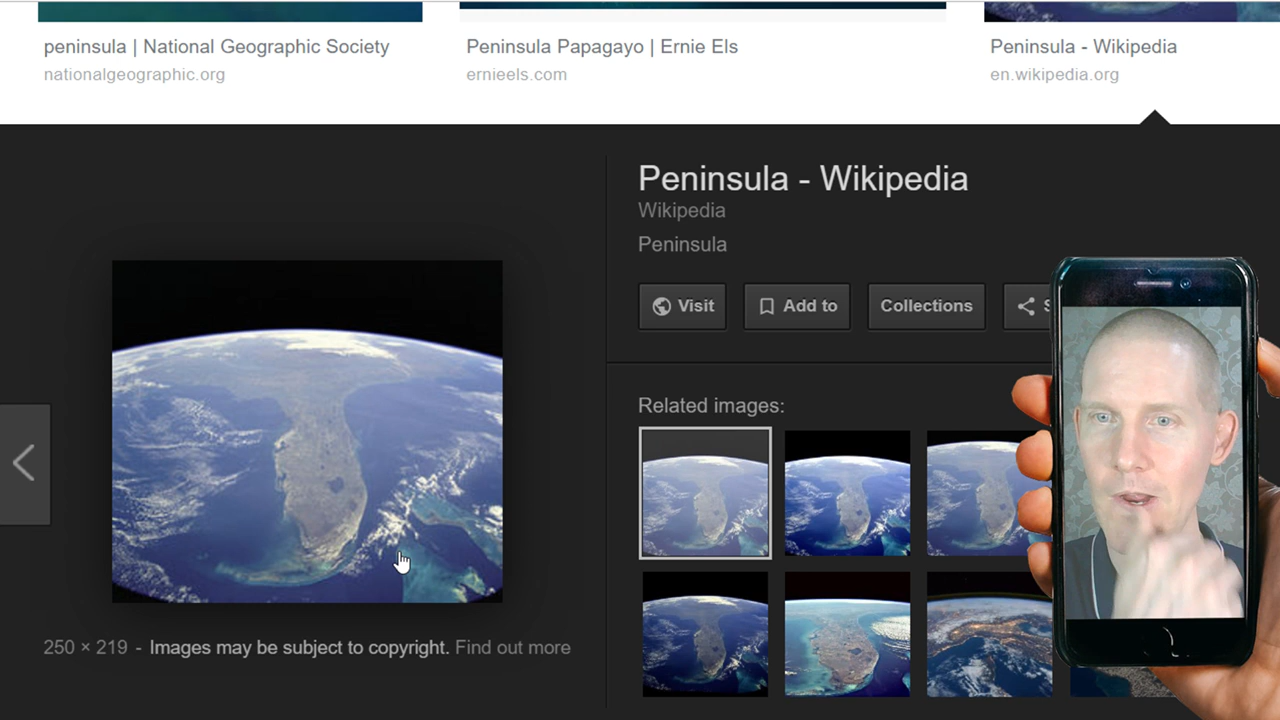 peninsula | National Geographic Society
nationalgeographic.org
Peninsula Papagayo | Ernie Els
ernieels.com
Peninsula - Wikipedia
en.wikipedia.org
Peninsula - Wikipedia
Wikipedia
Peninsula
Visit
Add to
Collections
Related images:
250 × 219 - Images may be subject to copyright. Find out more